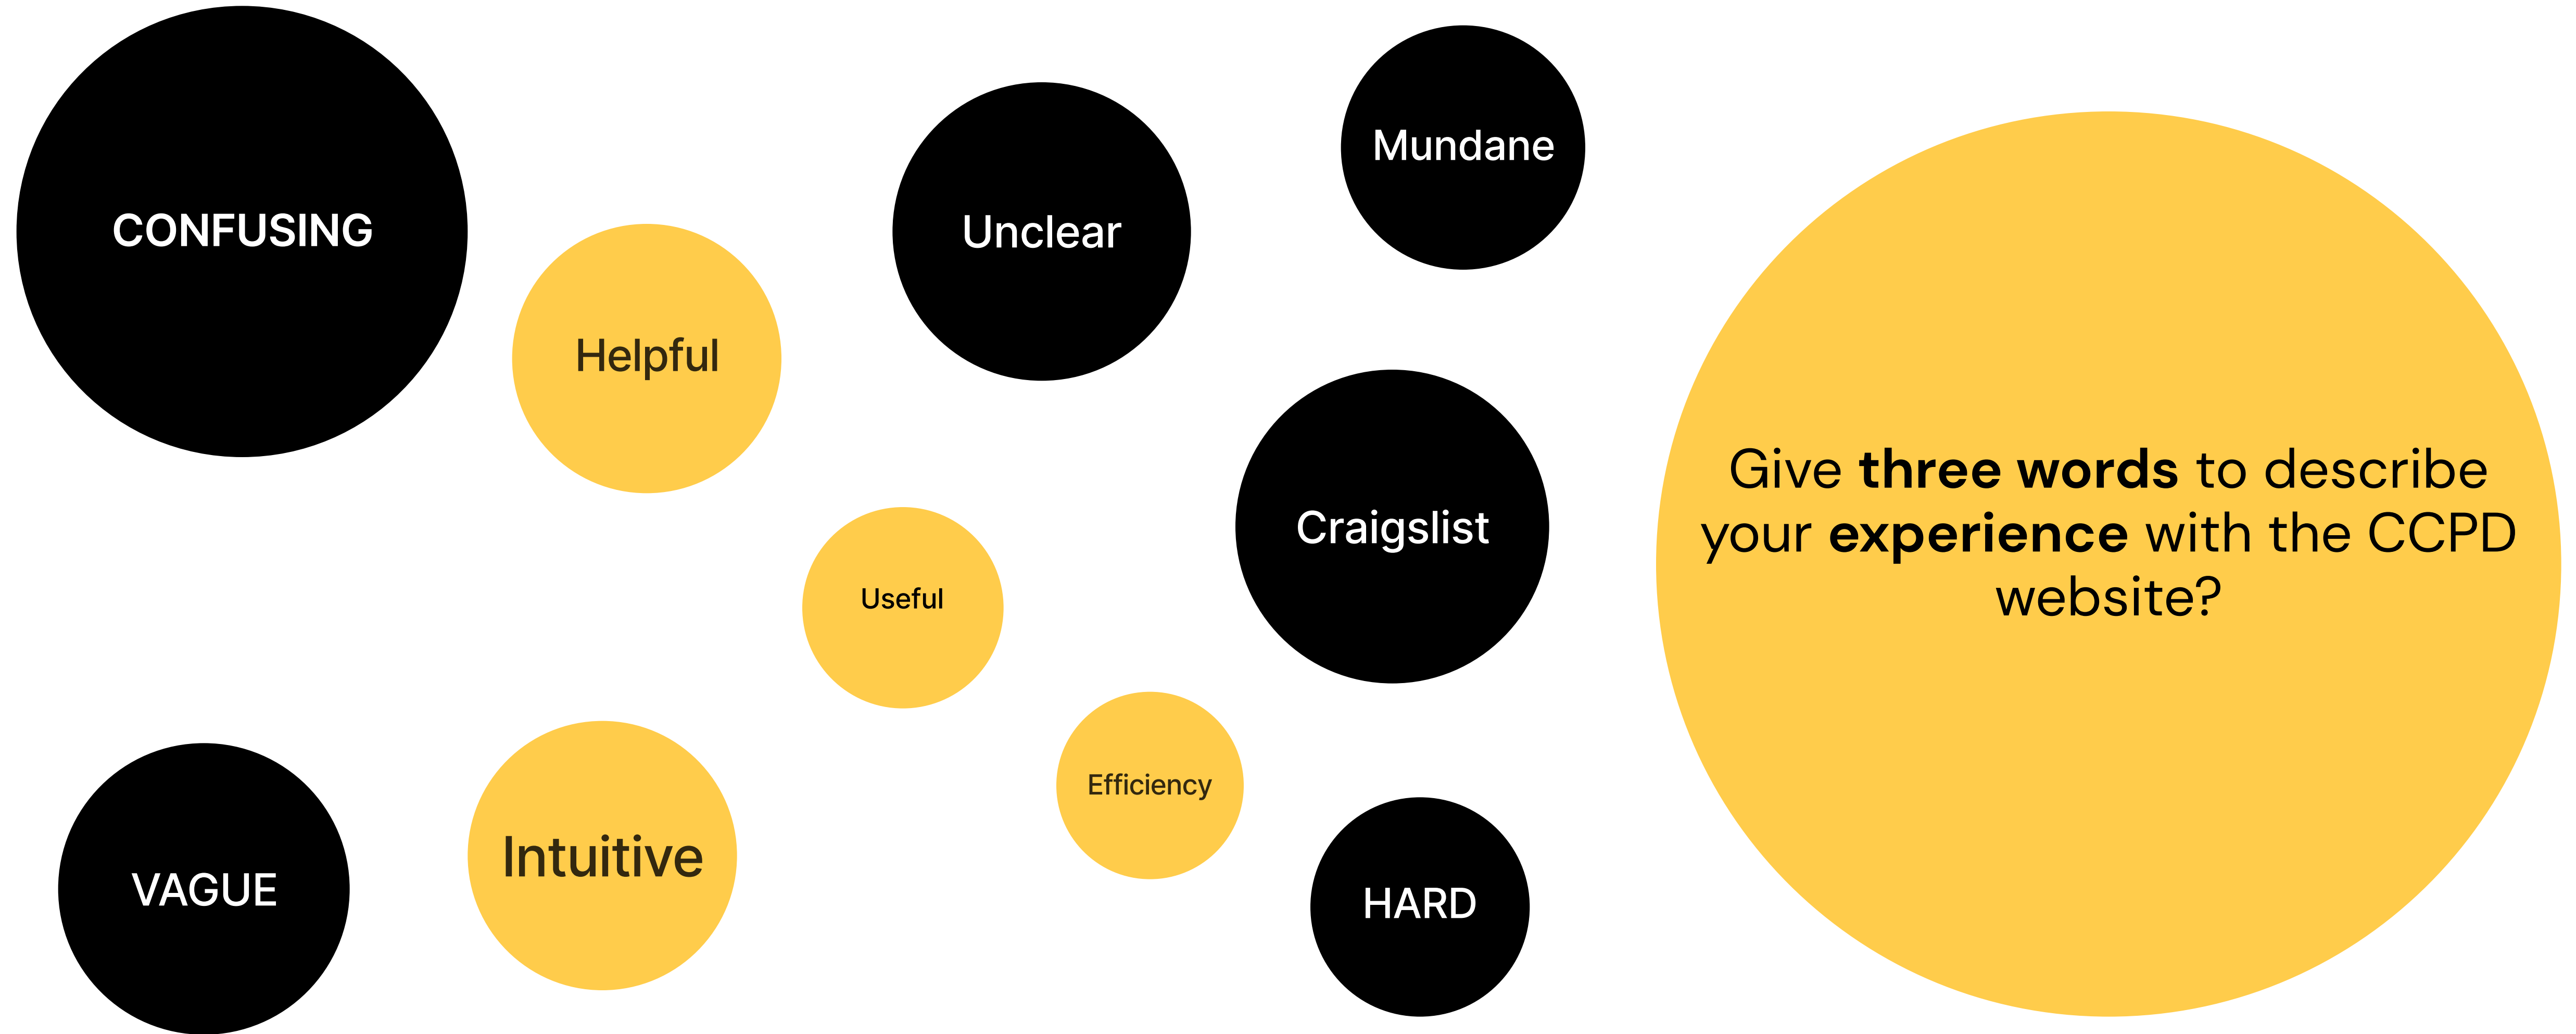 CONFUSING
Helpful
Unclear
Mundane
Craigslist
Useful
Efficiency
VAGUE
Intuitive
HARD
Give three words to describe
your experience with the CCPD
website?